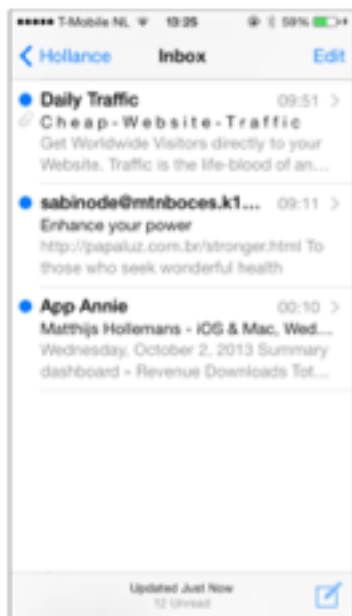 T-Mobile NL 13:25 59%
Hollance Inbox Edit
Daily Traffic 09:51
Cheap-Website-Traffic
Get Worldwide Visitors directly to your
Website. Traffic is the life-blood of an...
sabinode@mtnboces.k1... 09:11
Enhance your power
http://papaluz.com.br/stronger.html To
those who seek wonderful health
App Annie 00:10
Matthijs Hollemans - iOS & Mac, Wed...
Wednesday, October 2, 2013 Summary
dashboard - Revenue Downloads Tot...
Updated Just Now
12 Unread